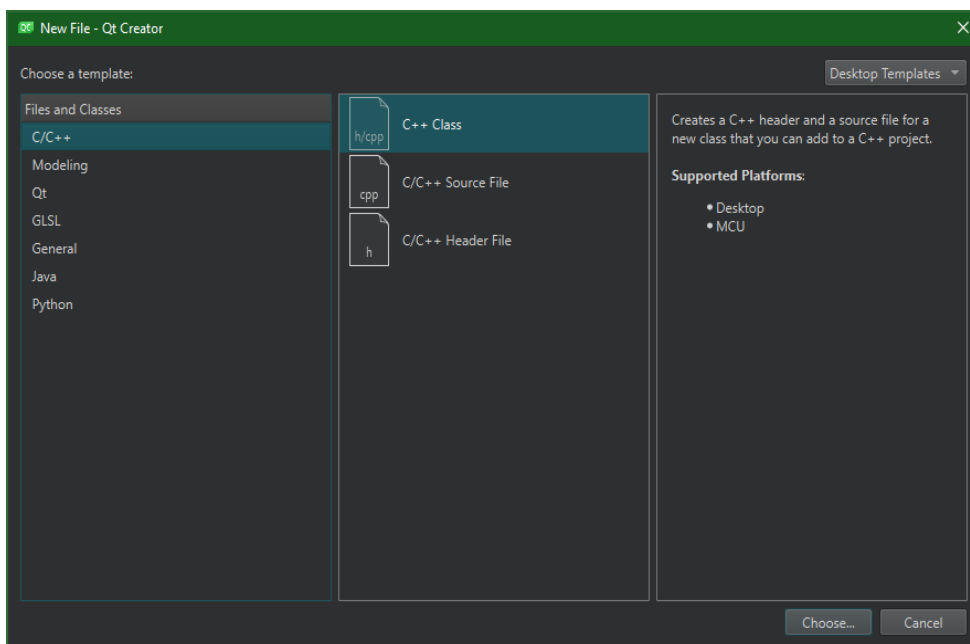 QC New File - Qt Creator
Choose a template:
Desktop Templates
Files and Classes
C/C++
Modeling
Qt
GLSL
General
Java
Python
h/cpp
C++ Class
cpp
C/C++ Source File
h
C/C++ Header File
Creates a C++ header and a source file for a
new class that you can add to a C++ project.
Supported Platforms:
• Desktop
• MCU
Choose...
Cancel